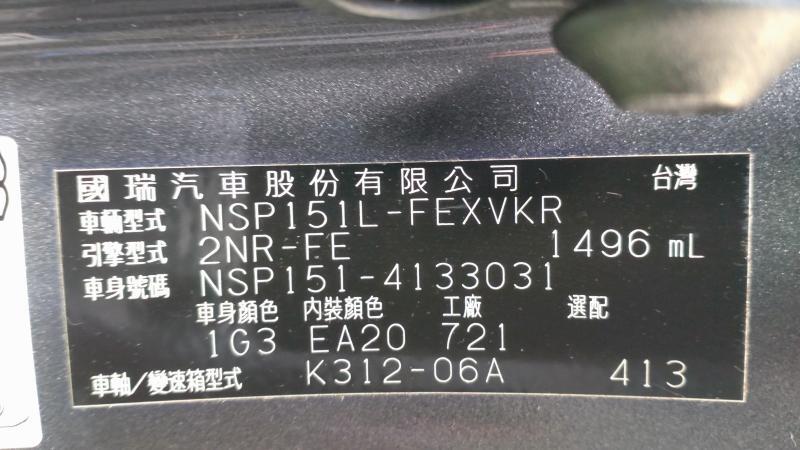 國瑞汽車股份有限公司 台灣
車輛型式 NSP151L-FEXVKR
引擎型式 2NR-FE 1496 mL
車身號碼 NSP151-4133031
車身顏色 內裝顏色 工廠 選配
1G3 EA20 721
車軸/變速箱型式 K312-06A 413